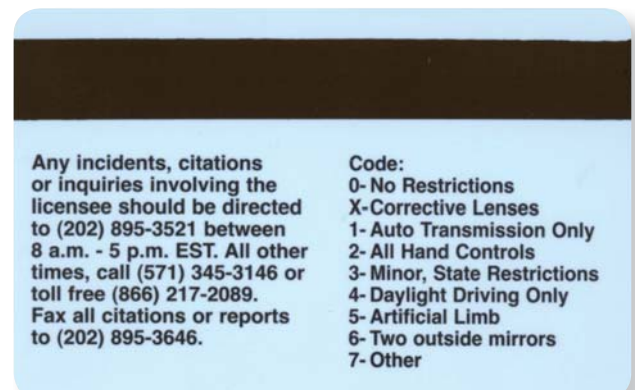 Any incidents, citations
or inquiries involving the
licensee should be directed
to (202) 895-3521 between
8 a.m. - 5 p.m. EST. All other
times, call (571) 345-3146 or
toll free (866) 217-2089.
Fax all citations or reports
to (202) 895-3646.
Code:
0- No Restrictions
X-Corrective Lenses
1- Auto Transmission Only
2- All Hand Controls
3- Minor, State Restrictions
4- Daylight Driving Only
5- Artificial Limb
6- Two outside mirrors
7- Other